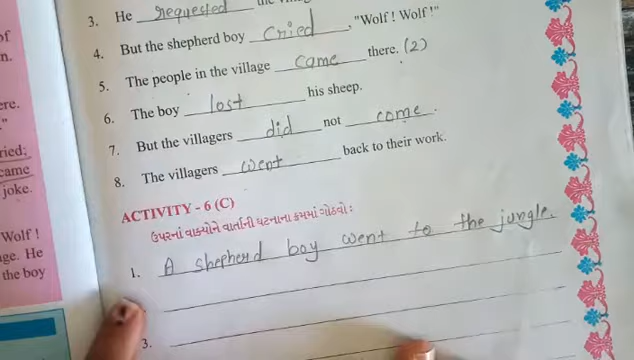 of
n.
ere.
"
ried;
came
joke.
Wolf !
age. He
the boy
3. He requested the
4. But the shepherd boy cried, "Wolf ! Wolf !"
5. The people in the village came there. (2)
6. The boy lost his sheep.
7. But the villagers did not come.
8. The villagers went back to their work.
ACTIVITY - 6 (C)
ઉપરનાં વાક્યોને વાર્તાની ઘટનાના ક્રમમાં ગોઠવો :
1. A shepherd boy went to the jungle.
3.